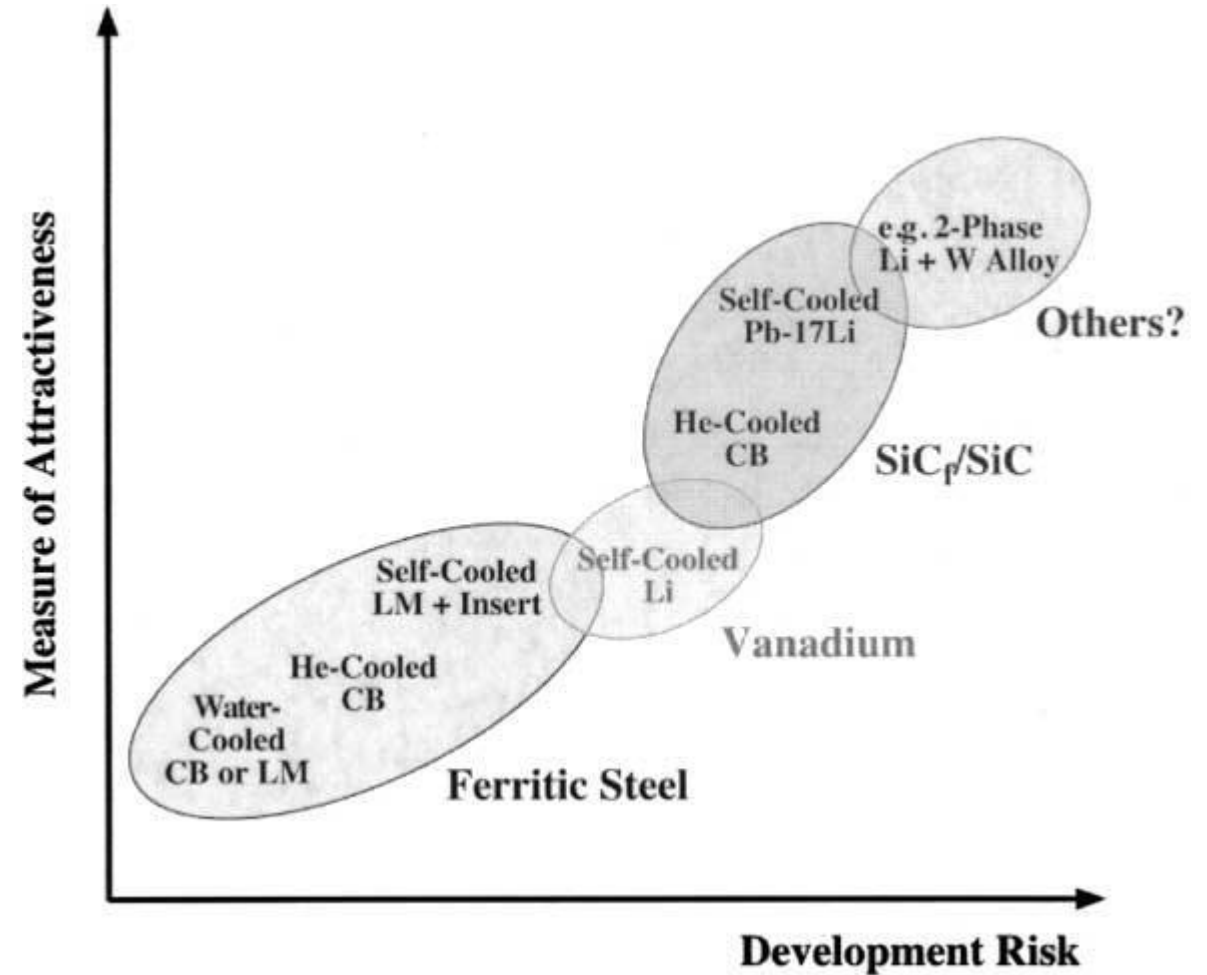 Measure of Attractiveness
e.g. 2-Phase
Li + W Alloy
Others?
Self-Cooled
Pb-17Li
He-Cooled
CB
SiCf/SiC
Self-Cooled
Li
Vanadium
Self-Cooled
LM + Insert
He-Cooled
CB
Water-
Cooled
CB or LM
Ferritic Steel
Development Risk